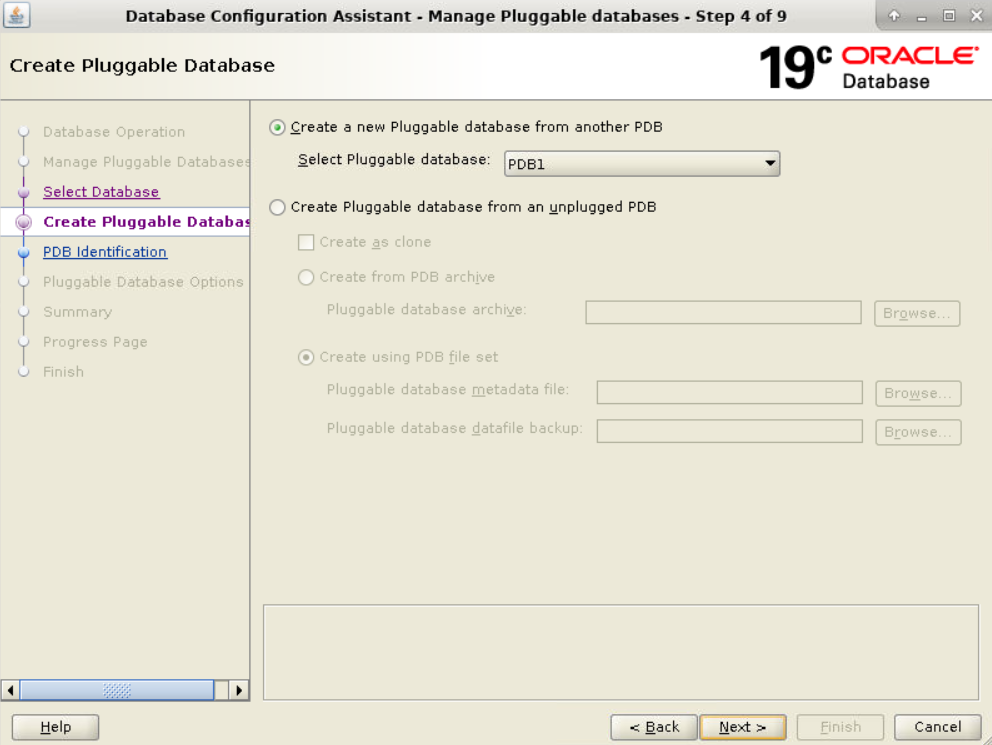 Database Configuration Assistant - Manage Pluggable databases - Step 4 of 9
Create Pluggable Database
19c ORACLE
Database
Database Operation
Manage Pluggable Databases
Select Database
Create Pluggable Databas
PDB Identification
Pluggable Database Options
Summary
Progress Page
Finish
Create a new Pluggable database from another PDB
Select Pluggable database: PDB1
Create Pluggable database from an unplugged PDB
Create as clone
Create from PDB archive
Pluggable database archive: Browse...
Create using PDB file set
Pluggable database metadata file: Browse...
Pluggable database datafile backup: Browse...
Help < Back Next > Finish Cancel